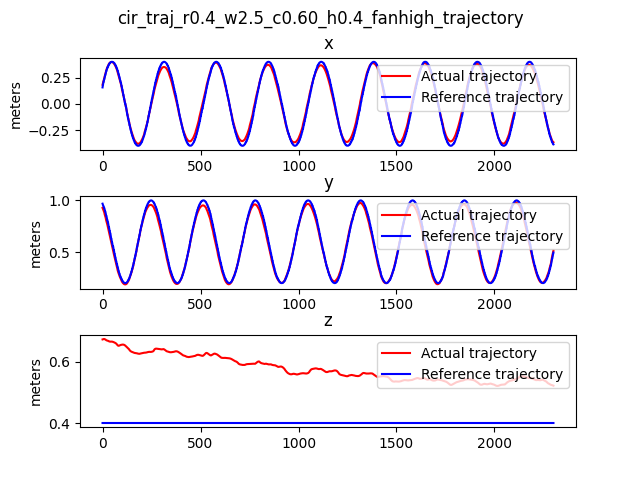 cir_traj_r0.4_w2.5_c0.60_h0.4_fanhigh_trajectory
x
meters
0.25
0.00
−0.25
Actual trajectory
Reference trajectory
0 500 1000 1500 2000
y
meters
1.0
0.5
Actual trajectory
Reference trajectory
0 500 1000 1500 2000
z
meters
0.6
0.4
Actual trajectory
Reference trajectory
0 500 1000 1500 2000